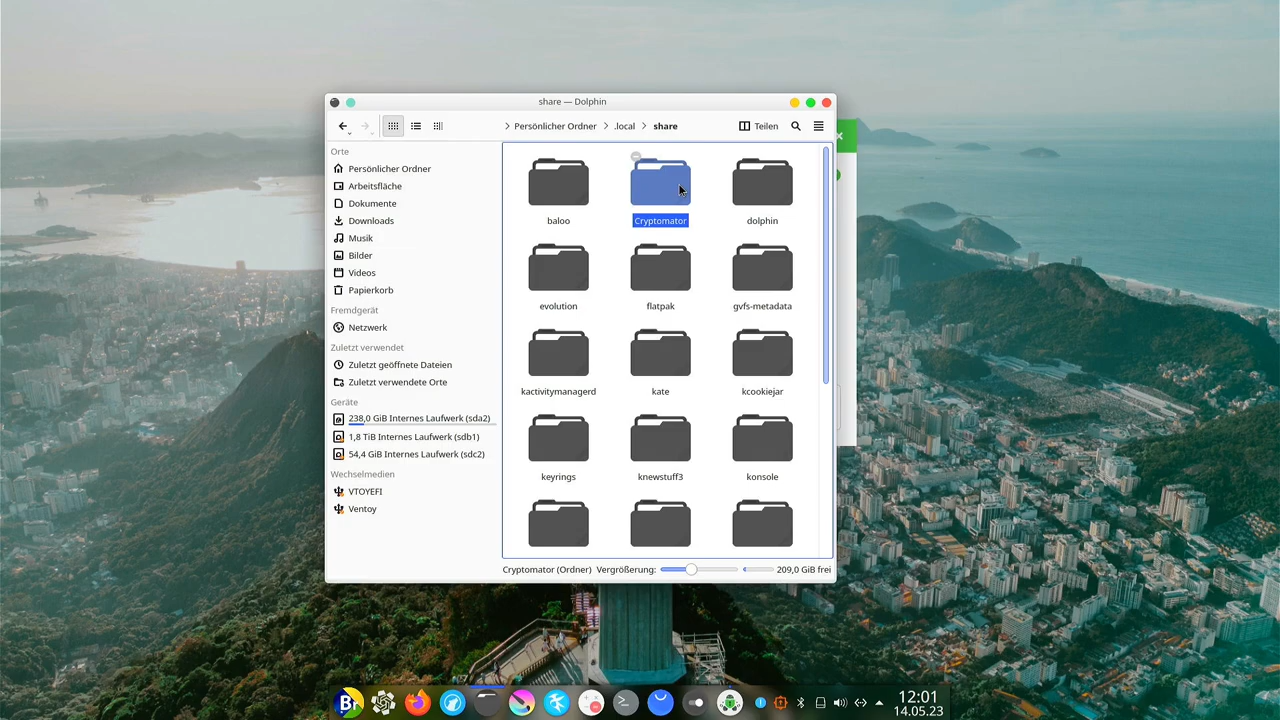 share — Dolphin
Persönlicher Ordner
.local
share
Teilen
Orte
Persönlicher Ordner
Arbeitsfläche
Dokumente
Downloads
Musik
Bilder
Videos
Papierkorb
Fremdgerät
Netzwerk
Zuletzt verwendet
Zuletzt geöffnete Dateien
Zuletzt verwendete Orte
Geräte
238,0 GiB Internes Laufwerk (sda2)
1,8 TiB Internes Laufwerk (sdb1)
54,4 GiB Internes Laufwerk (sdc2)
Wechselmedien
VTOYEFI
Ventoy
baloo
Cryptomator
dolphin
evolution
flatpak
gvfs-metadata
kactivitymanagerd
kate
kcookiejar
keyrings
knewstuff3
konsole
Cryptomator (Ordner)
Vergrößerung:
209,0 GiB frei
12:01
14.05.23